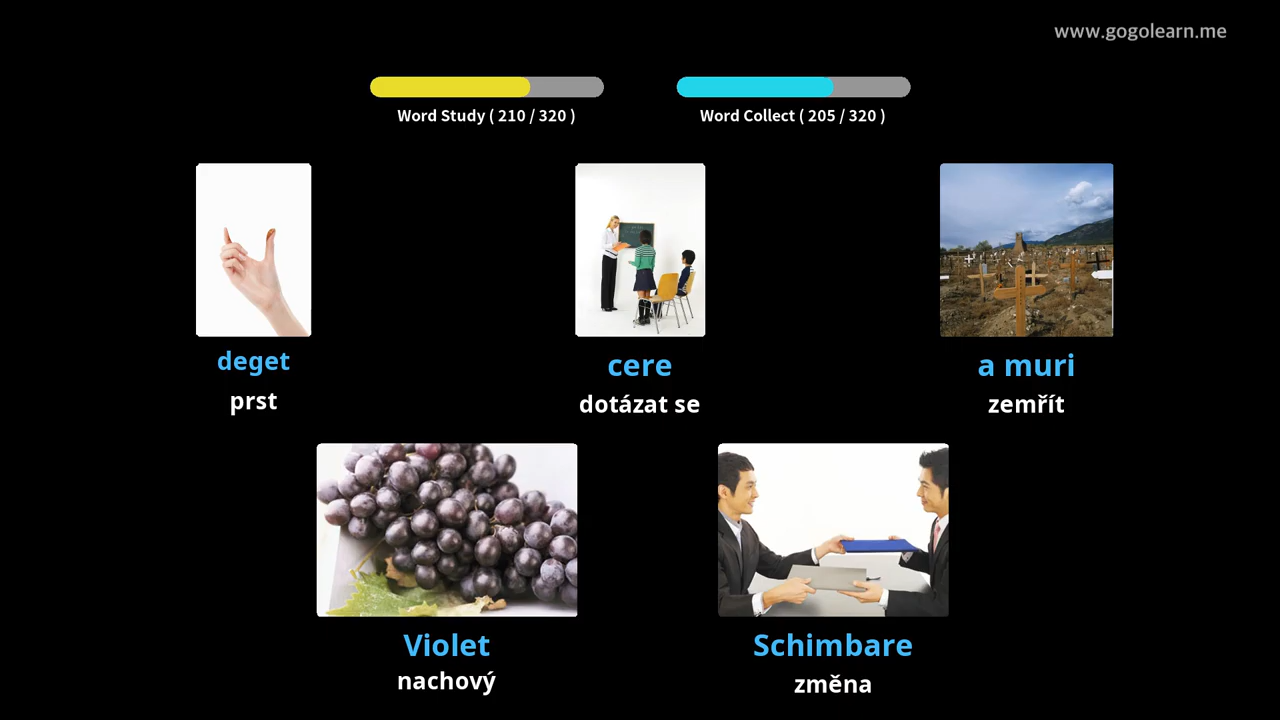 www.gogolearn.me
Word Study ( 210 / 320 )
Word Collect ( 205 / 320 )
deget
prst
cere
dotázat se
a muri
zemřít
Violet
nachový
Schimbare
změna